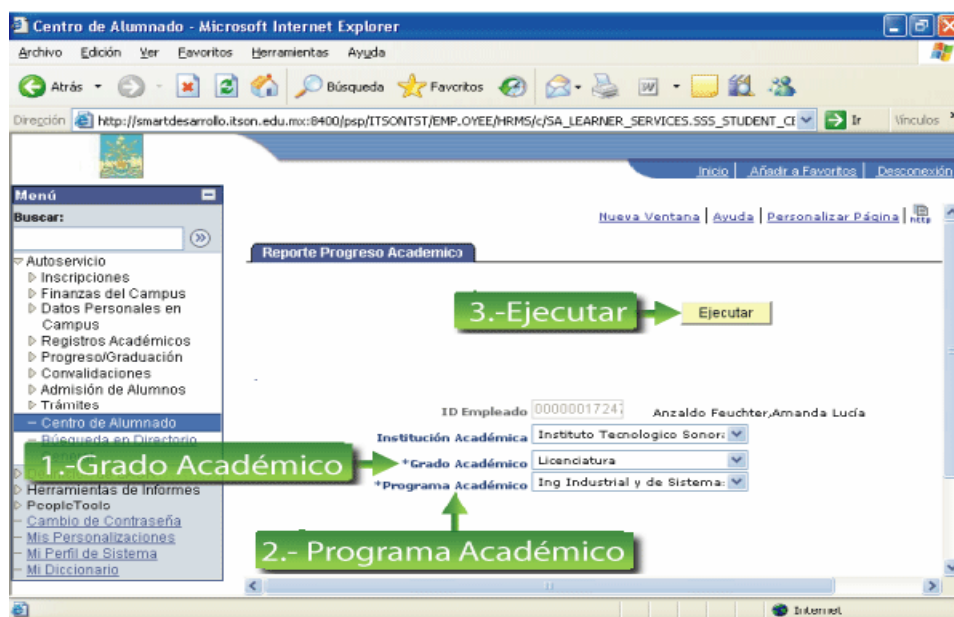 Centro de Alumnado - Microsoft Internet Explorer
Archivo Edición Ver Favoritos Herramientas Ayuda
Atrás Búsqueda Favoritos
Dirección http://smartdesarrollo.itson.edu.mx:8400/psp/ITSONTST/EMPLOYEE/HRMS/c/SA_LEARNER_SERVICES.SSS_STUDENT_CE Ir Vínculos
Inicio Añadir a Favoritos Desconexión
Menú
Buscar:
Nueva Ventana | Ayuda | Personalizar Página | http
Reporte Progreso Academico
Autoservicio
Inscripciones
Finanzas del Campus
Datos Personales en
Campus
Registros Académicos
Progreso/Graduación
Convalidaciones
Admisión de Alumnos
Trámites
Centro de Alumnado
Búsqueda en Directorio
Herramientas de Informes
PeopleTools
Cambio de Contraseña
Mis Personalizaciones
Mi Perfil de Sistema
Mi Diccionario
3.-Ejecutar Ejecutar
ID Empleado 0000001724 Anzaldo Feuchter,Amanda Lucía
Institución Académica Instituto Tecnologico Sonor
1.-Grado Académico *Grado Académico Licenciatura
*Programa Académico Ing Industrial y de Sistema
2.- Programa Académico
Internet